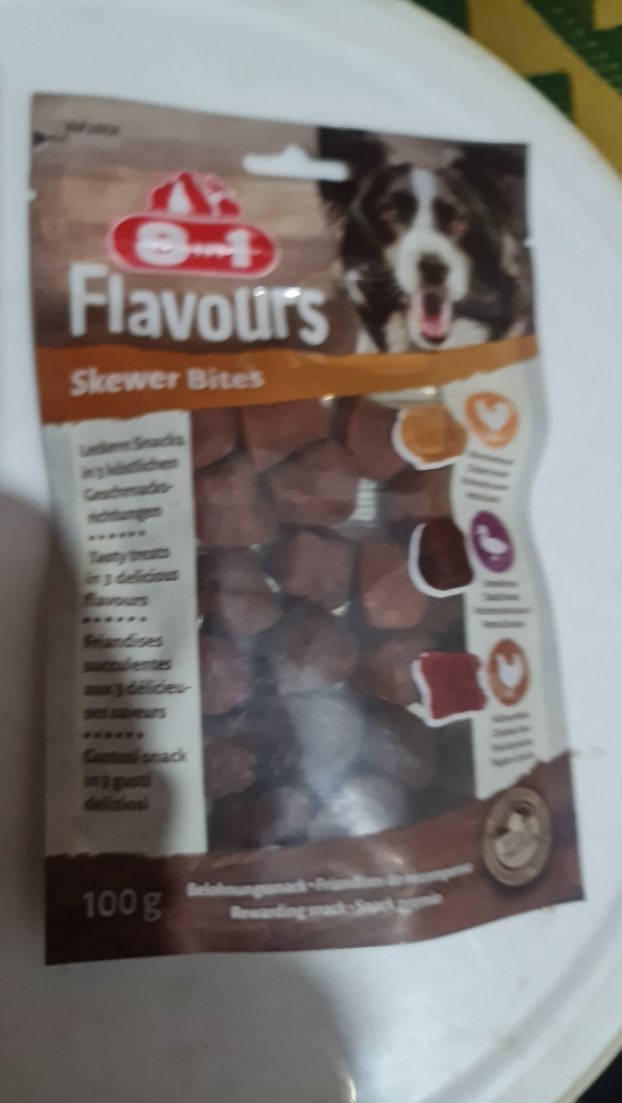 8in1
Flavours
Skewer Bites
Leckere Snacks
in 3 köstlichen
Geschmacks-
richtungen
Tasty treats
in 3 delicious
flavours
Friandises
succulentes
aux 3 délicieu-
ses saveurs
Gustosi snack
in 3 gusti
deliziosi
100 g
Belohnungssnack • Friandises de récompense
Rewarding snack • Snack premio